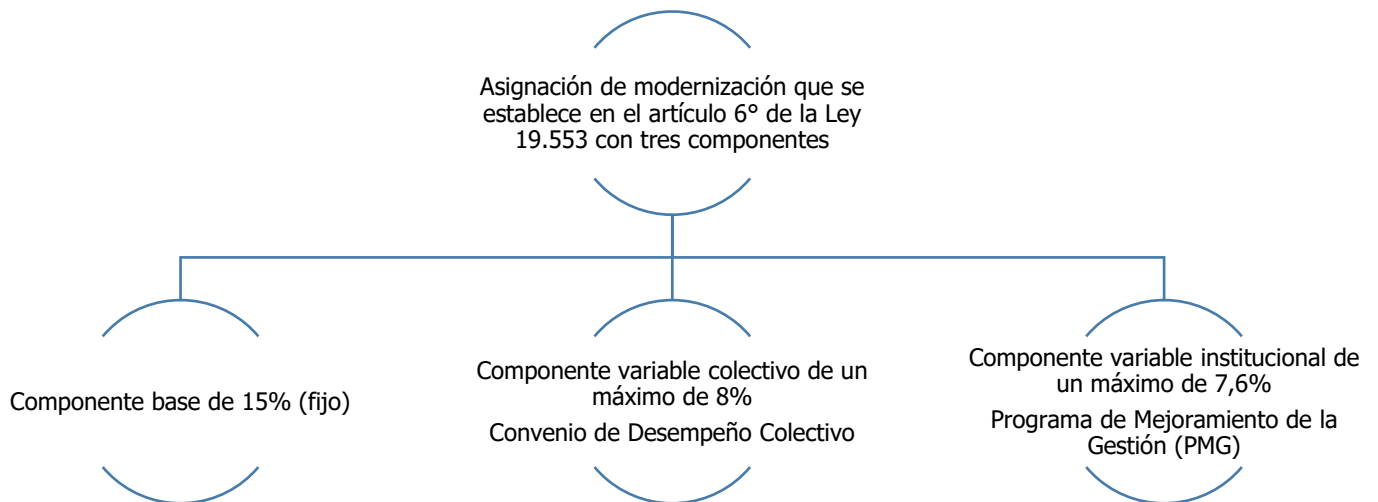 Asignación de modernización que se
establece en el artículo 6° de la Ley
19.553 con tres componentes
Componente base de 15% (fijo)
Componente variable colectivo de un
máximo de 8%
Convenio de Desempeño Colectivo
Componente variable institucional de
un máximo de 7,6%
Programa de Mejoramiento de la
Gestión (PMG)